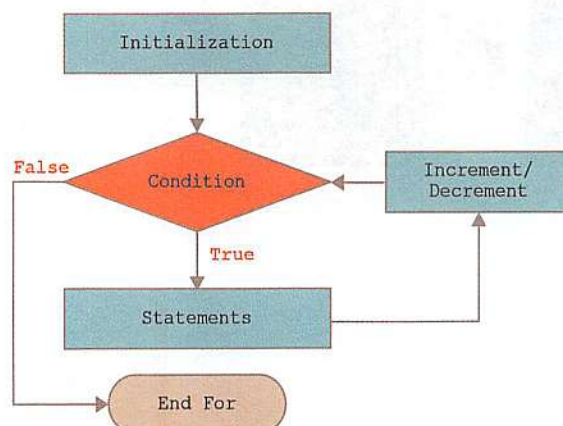 Initialization
False
Condition
Increment/
Decrement
True
Statements
End For